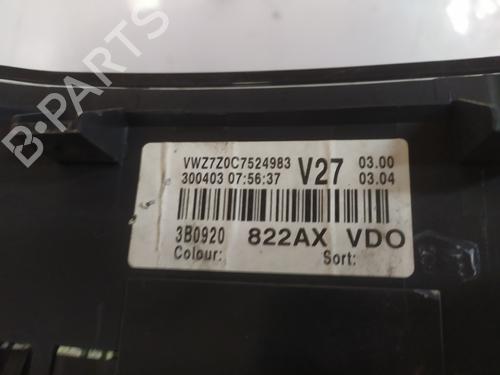 VWZ7Z0C7524983 V27 03.00
300403 07:56:37 03.04
3B0920 822AX VDO
Colour: Sort:
B-PARTS